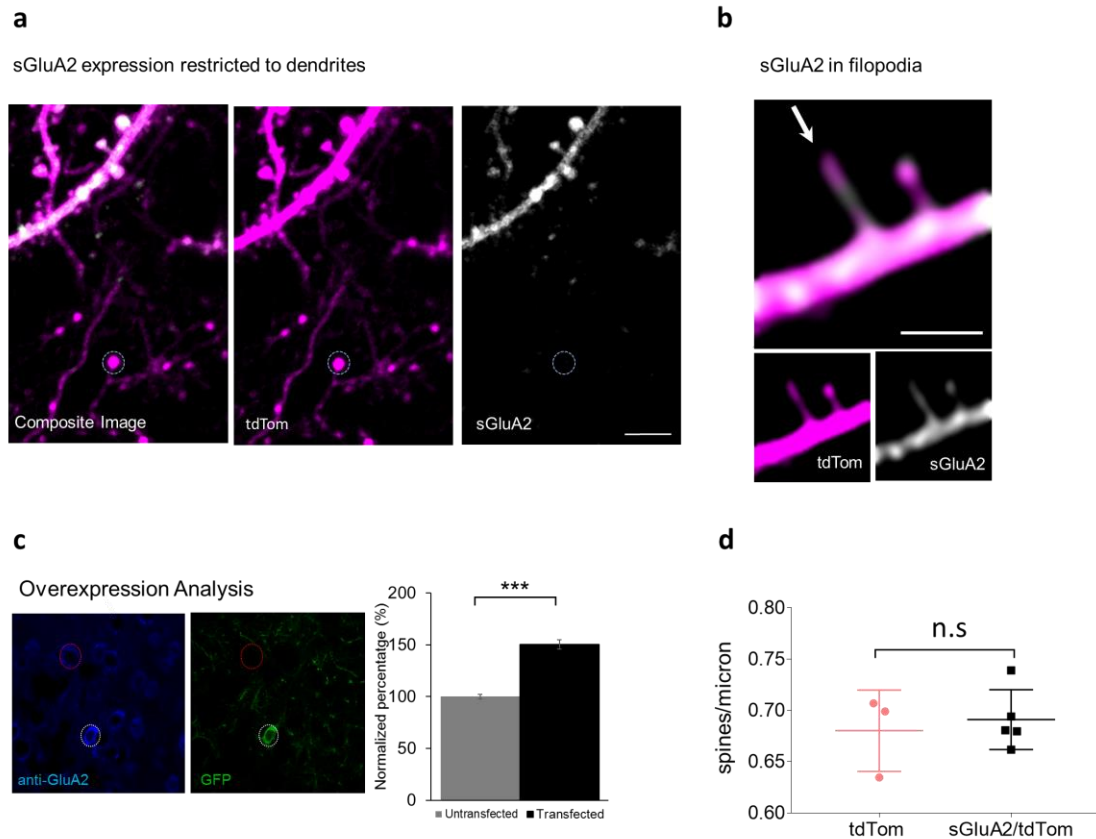 a
sGluA2 expression restricted to dendrites
Composite Image
tdTom
sGluA2
b
sGluA2 in filopodia
tdTom
sGluA2
c
Overexpression Analysis
anti-GluA2
GFP
Normalized percentatge (%)
200
150
100
50
0
***
Untransfected
Transfected
d
spines/micron
0.80
0.75
0.70
0.65
0.60
n.s
tdTom
sGluA2/tdTom